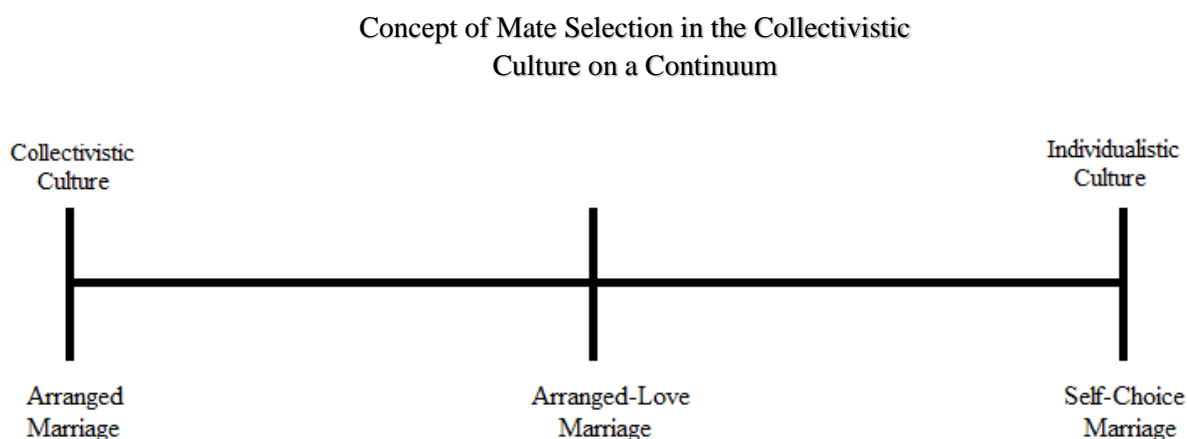 Concept of Mate Selection in the Collectivistic
Culture on a Continuum
Collectivistic
Culture
Individualistic
Culture
Arranged
Marriage
Arranged-Love
Marriage
Self-Choice
Marriage